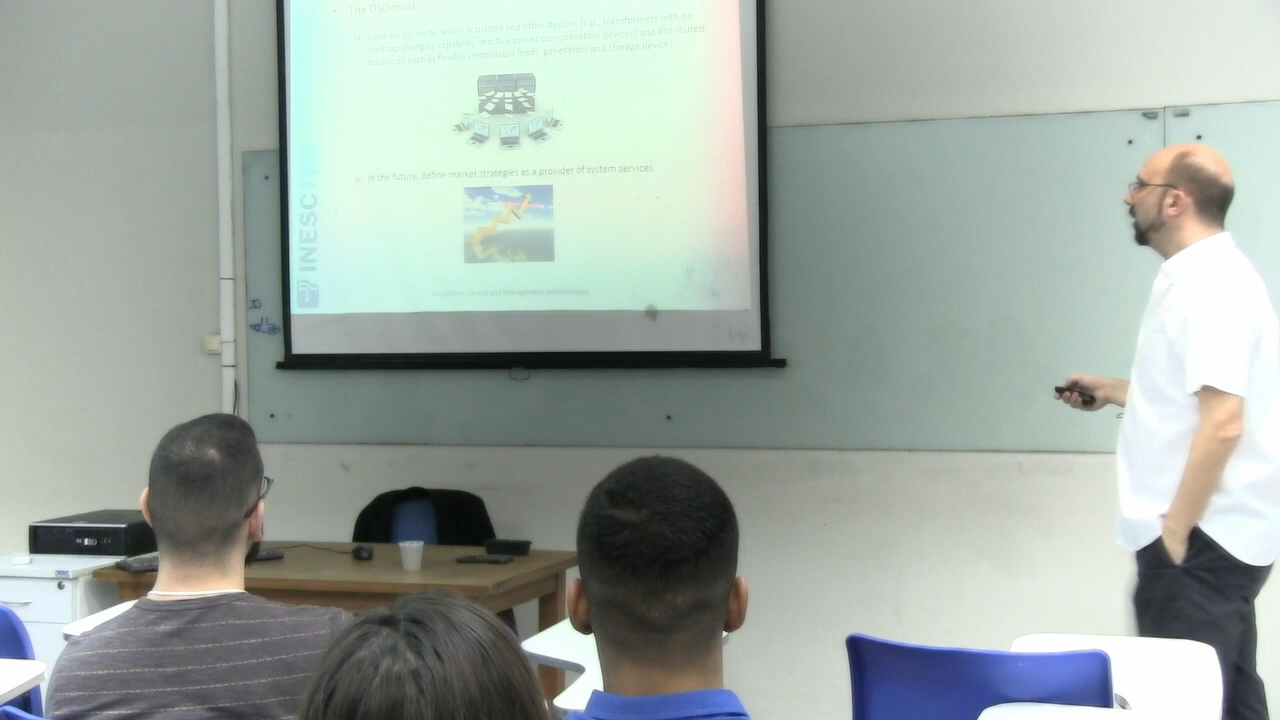 The DSO must:
iii. Send set points to relays, actuators and other devices (e.g., transformers with on-
load tap changing capability, reactive power compensation devices) and distributed
resources such as flexible controllable loads, generators and storage devices
iv. In the future, define market strategies as a provider of system services
INESCTEC
Control and Management Architectures